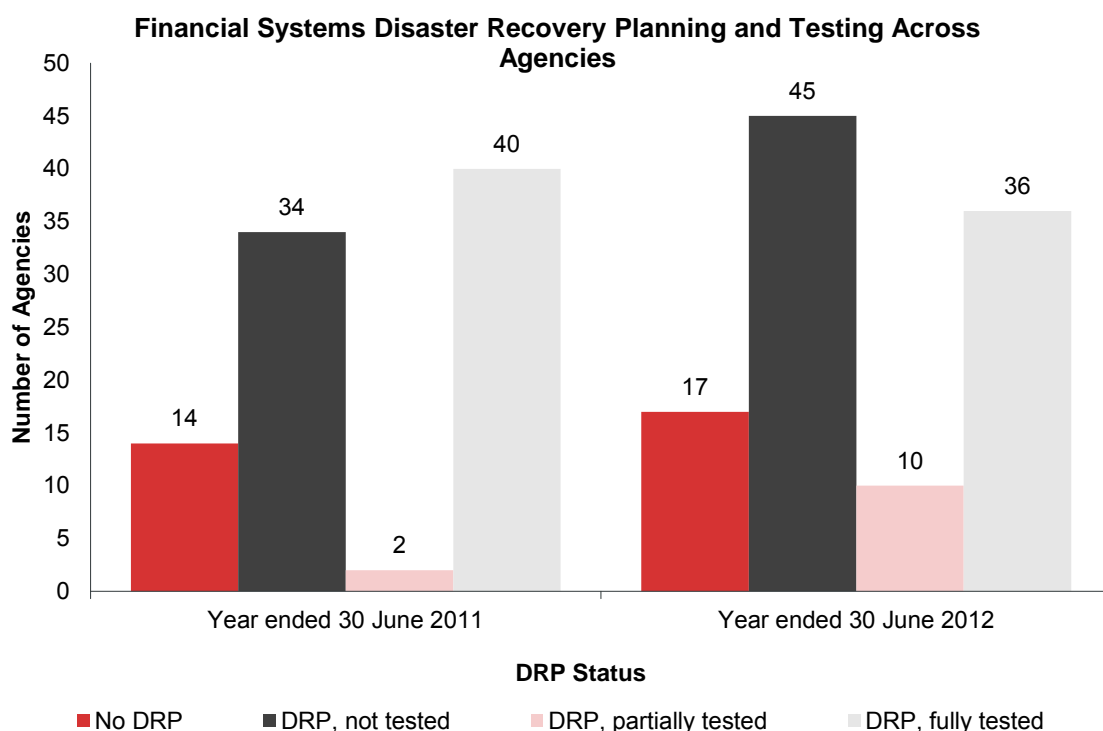 Financial Systems Disaster Recovery Planning and Testing Across
Agencies
Number of Agencies
50
45
40
35
30
25
20
15
10
5
0
14
34
2
40
17
45
10
36
Year ended 30 June 2011
Year ended 30 June 2012
DRP Status
No DRP
DRP, not tested
DRP, partially tested
DRP, fully tested